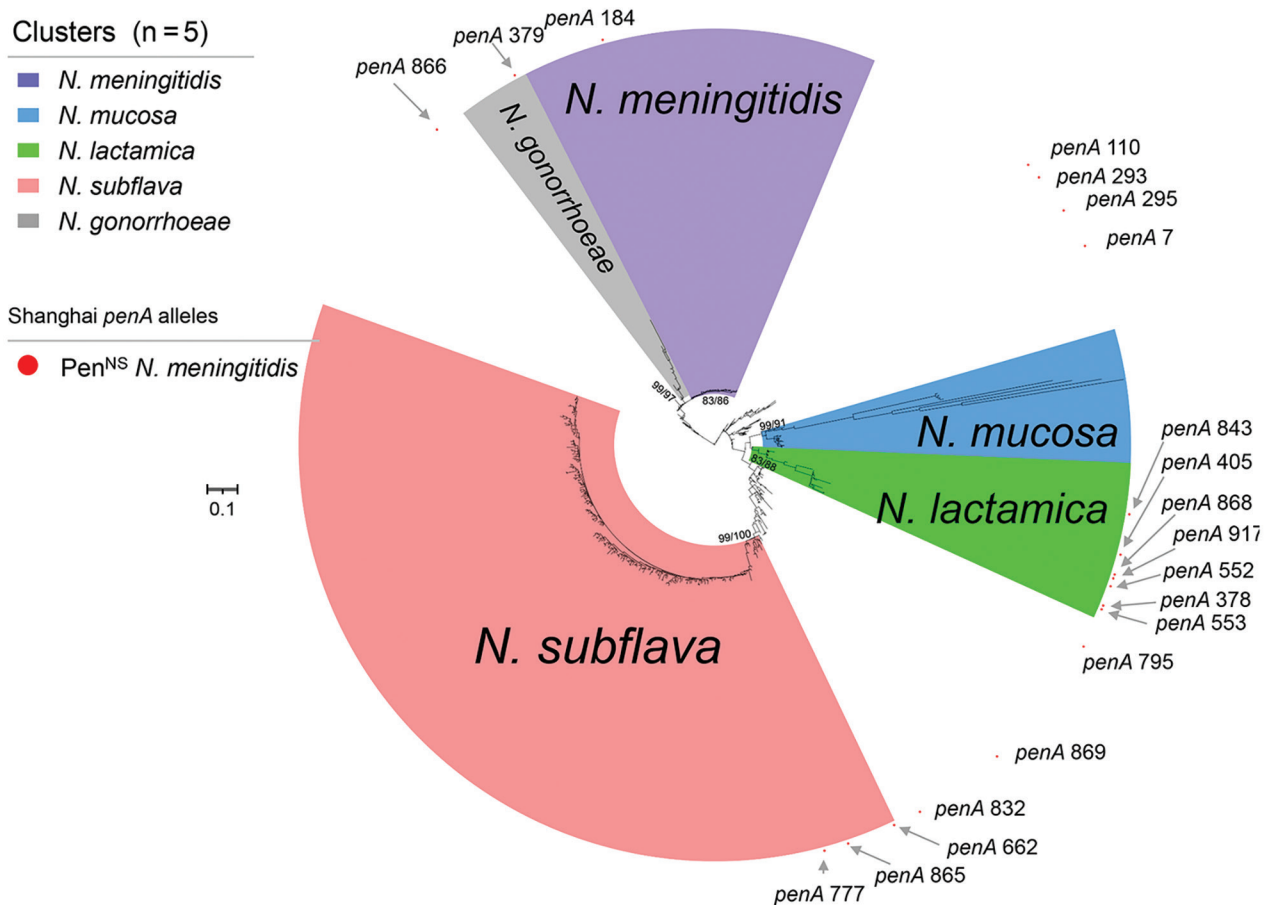 Clusters (n = 5)
N. meningitidis
N. mucosa
N. lactamica
N. subflava
N. gonorrhoeae
Shanghai penA alleles
Pen^NS N. meningitidis
0.1
penA 866
penA 379
penA 184
N. meningitidis
N. gonorrhoeae
penA 110
penA 293
penA 295
penA 7
99/97
83/86
99/91
83/88
99/100
N. mucosa
N. lactamica
N. subflava
penA 843
penA 405
penA 868
penA 917
penA 552
penA 378
penA 553
penA 795
penA 869
penA 832
penA 662
penA 865
penA 777